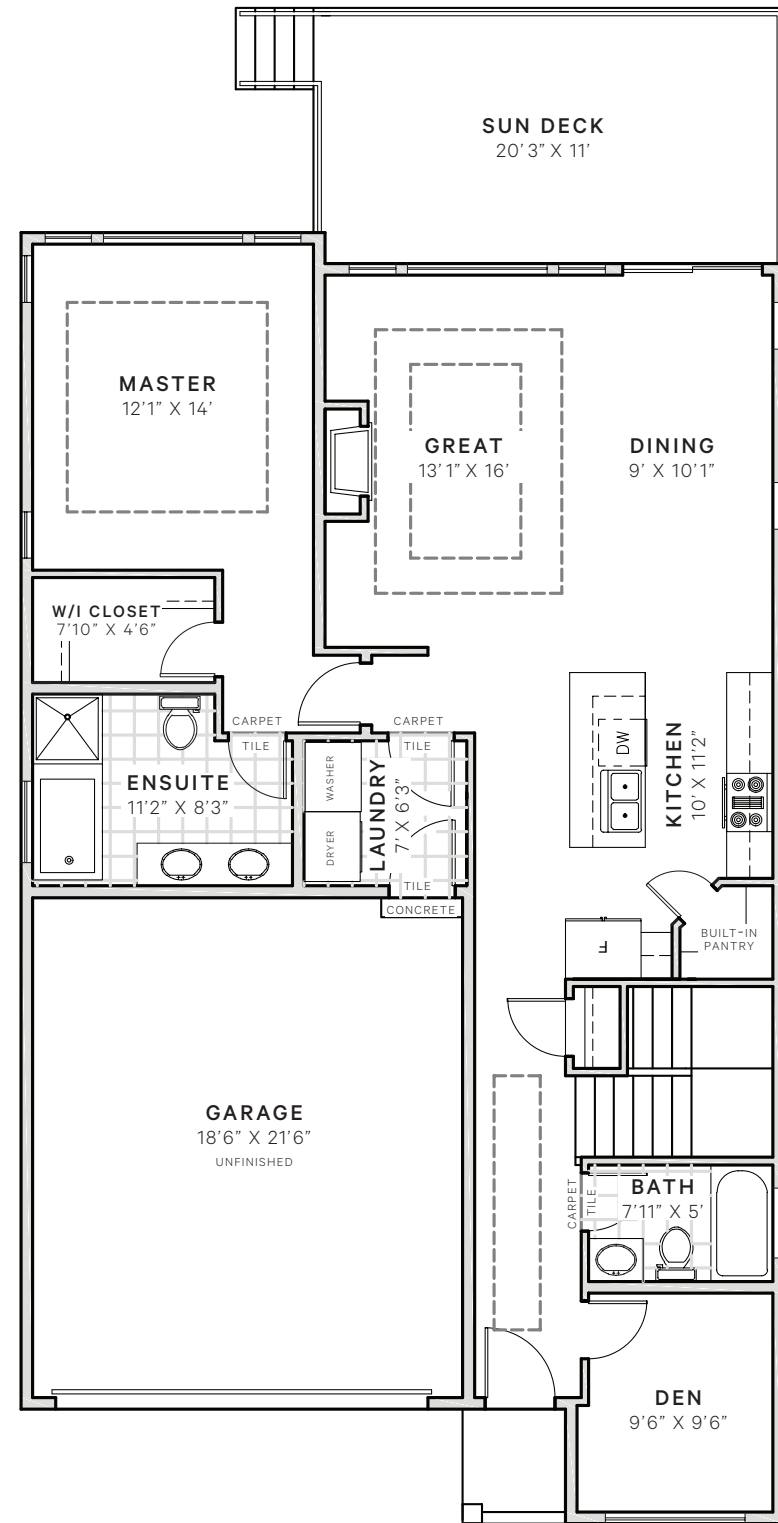 SUN DECK
20'3" X 11'
MASTER
12'1" X 14'
GREAT
13'1" X 16'
DINING
9' X 10'1"
W/I CLOSET
7'10" X 4'6"
CARPET
TILE
CARPET
TILE
ENSUITE
11'2" X 8'3"
WASHER
DRYER
LAUNDRY
7' X 6'3"
TILE
CONCRETE
DW
KITCHEN
10' X 11'2"
F
BUILT-IN
PANTRY
GARAGE
18'6" X 21'6"
UNFINISHED
CARPET
TILE
BATH
7'11" X 5'
DEN
9'6" X 9'6"